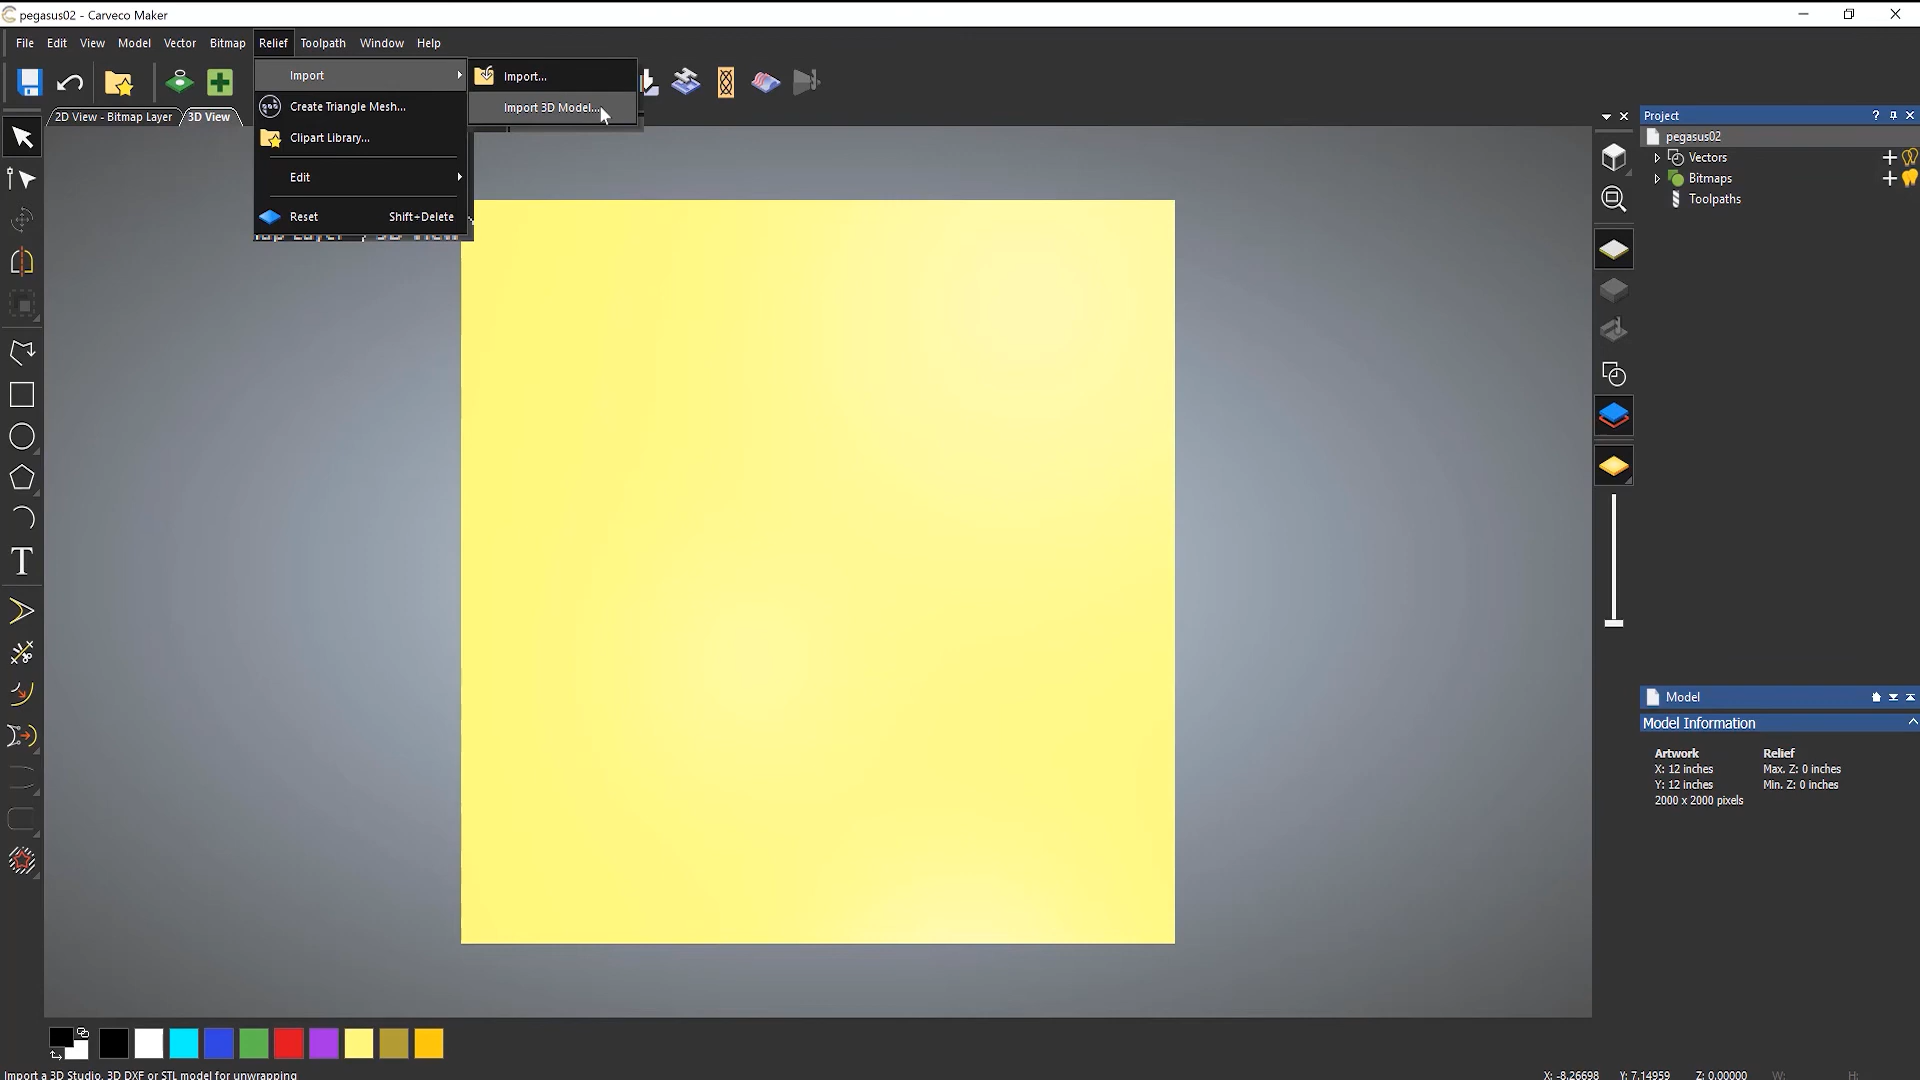 pegasus02 - Carveco Maker
File Edit View Model Vector Bitmap Relief Toolpath Window Help
Import
Create Triangle Mesh...
Clipart Library...
Edit
Reset Shift+Delete
Import...
Import 3D Model...
2D View - Bitmap Layer 3D View
Project
pegasus02
Vectors
Bitmaps
Toolpaths
Model
Model Information
Artwork Relief
X: 12 inches Max. Z: 0 inches
Y: 12 inches Min. Z: 0 inches
2000 x 2000 pixels
Import a 3D Studio, 3D DXF or STL model for unwrapping
X: -8.26698 Y: 7.14959 Z: 0.00000 W: H: